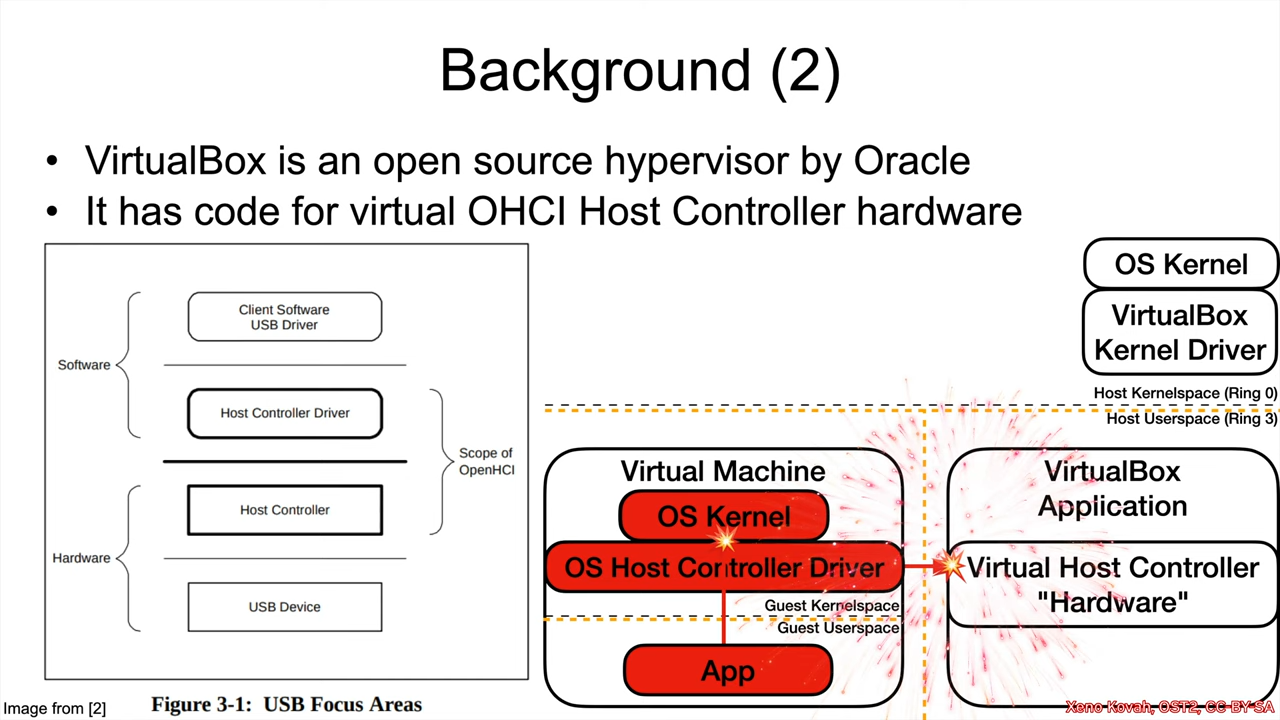 Background (2)
• VirtualBox is an open source hypervisor by Oracle
• It has code for virtual OHCI Host Controller hardware
Client Software
USB Driver
Software
Host Controller Driver
Scope of
OpenHCI
Host Controller
Hardware
USB Device
Figure 3-1: USB Focus Areas
Image from [2]
OS Kernel
VirtualBox
Kernel Driver
Host Kernelspace (Ring 0)
Host Userspace (Ring 3)
Virtual Machine
OS Kernel
OS Host Controller Driver
Guest Kernelspace
Guest Userspace
App
VirtualBox
Application
Virtual Host Controller
"Hardware"
Xeno Kovah, OST2, CC-BY-SA